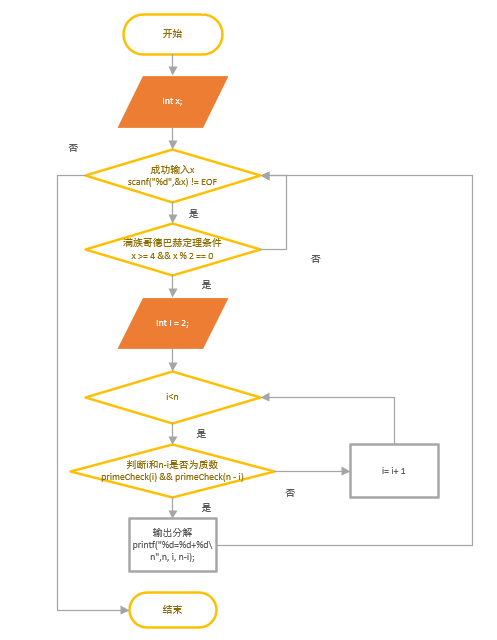 开始
int x;
否
成功输入x
scanf("%d",&x) != EOF
是
满族哥德巴赫定理条件
x >= 4 && x % 2 == 0
否
是
int i = 2;
i<n
是
判断i和n-i是否为质数
primeCheck(i) && primeCheck(n - i)
i= i+ 1
否
是
输出分解
printf("%d=%d+%d\
n",n, i, n-i);
结束